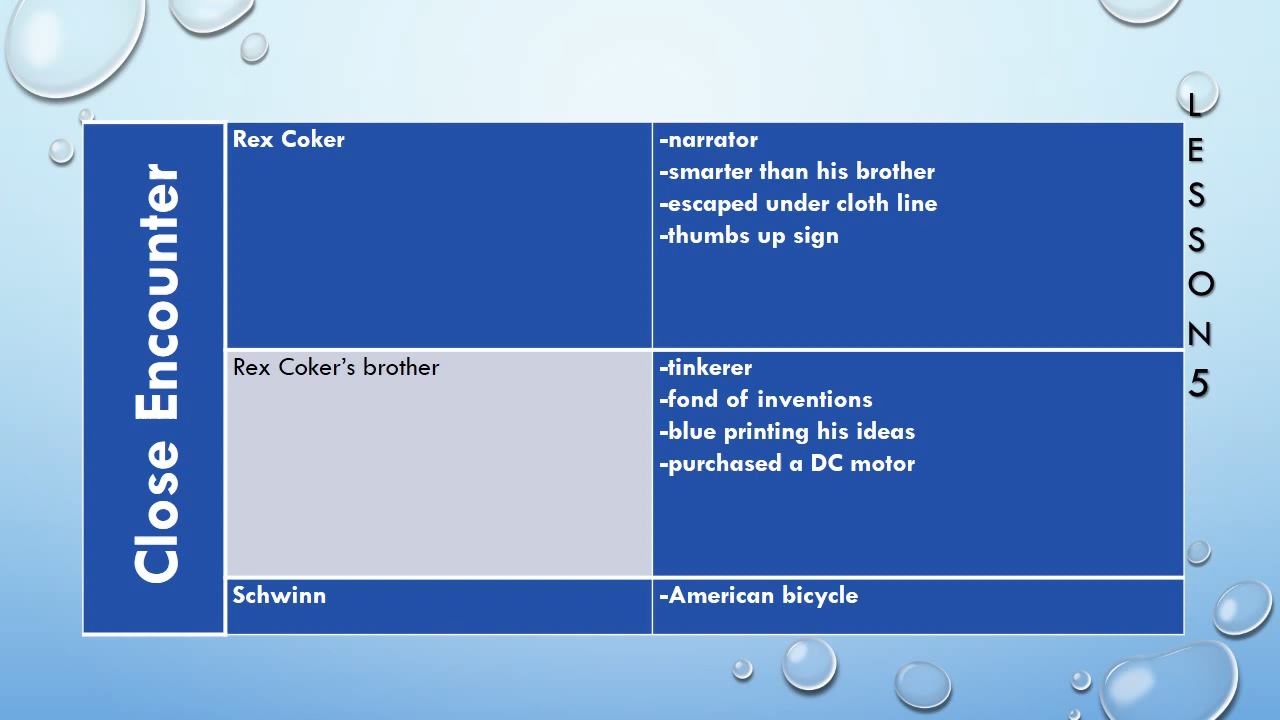 Close Encounter
Rex Coker
-narrator
-smarter than his brother
-escaped under cloth line
-thumbs up sign
Rex Coker’s brother
-tinkerer
-fond of inventions
-blue printing his ideas
-purchased a DC motor
Schwinn
-American bicycle
L
E
S
S
O
N
5